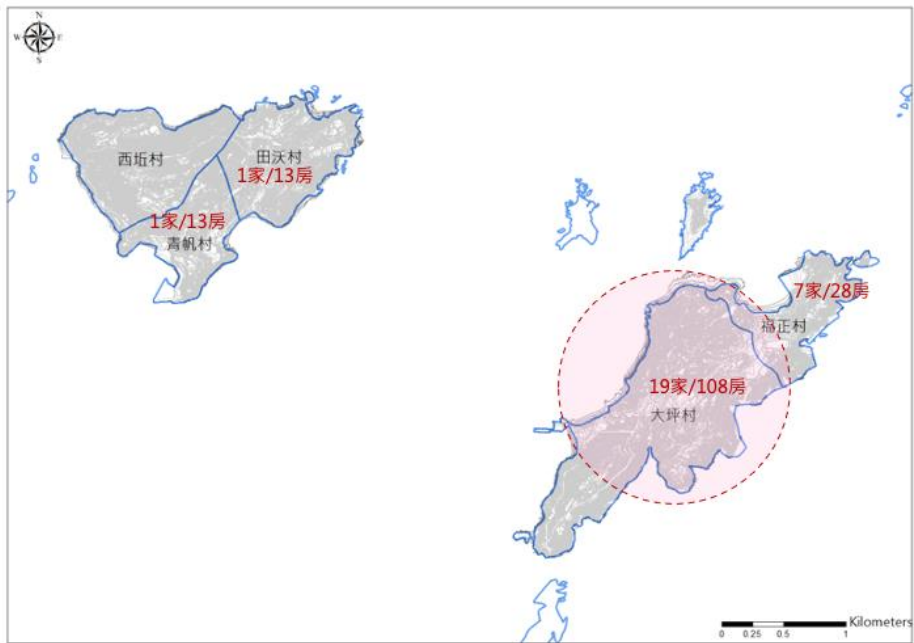 N
W
E
S
西坵村
田沃村
1家/13房
1家/13房
青帆村
7家/28房
福正村
19家/108房
大坪村
Kilometers
0 0.25 0.5 1